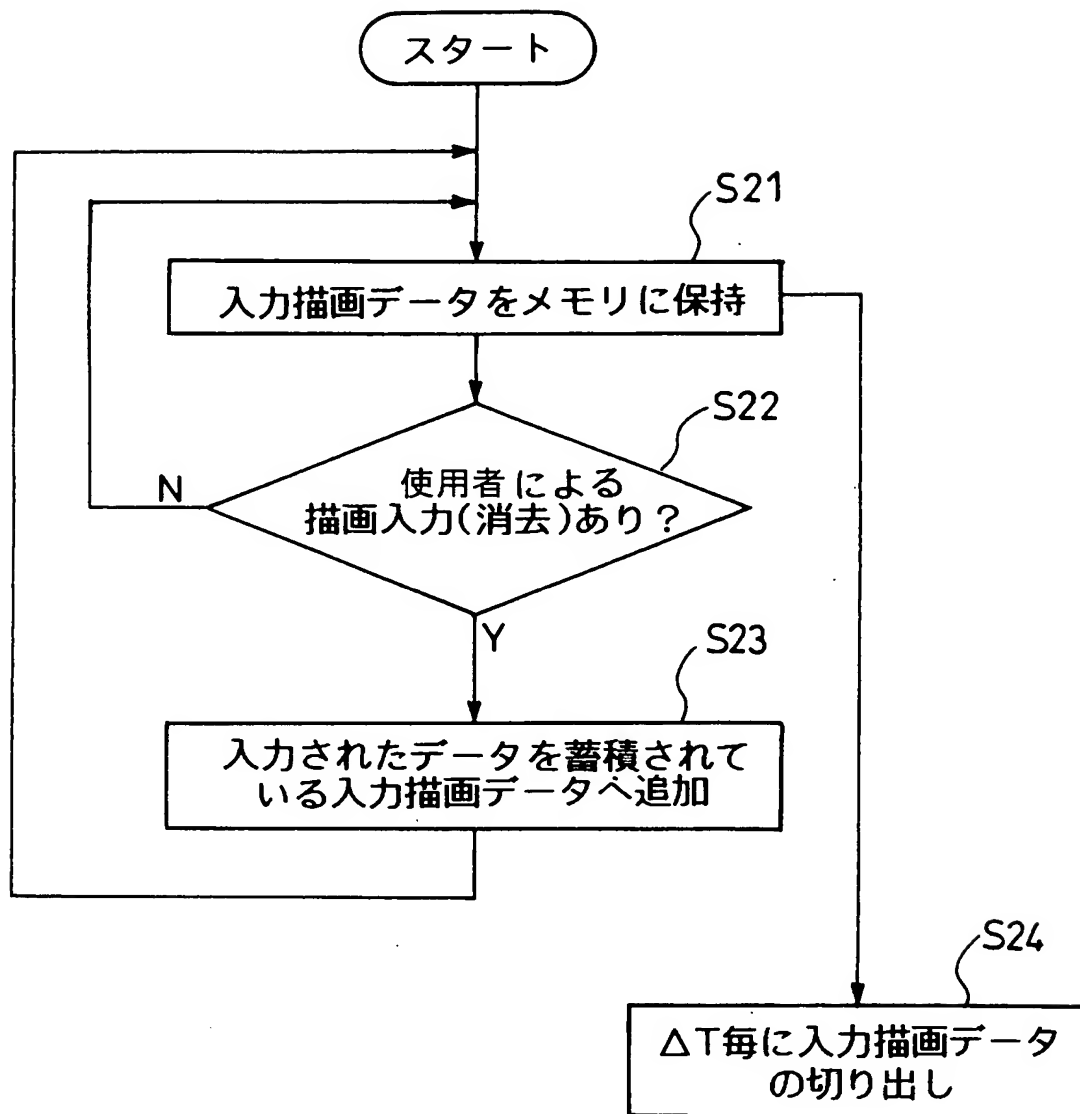 スタート
S21
入力描画データをメモリに保持
S22
使用者による
描画入力(消去)あり?
N
Y
S23
入力されたデータを蓄積されて
いる入力描画データへ追加
S24
△T毎に入力描画データ
の切り出し